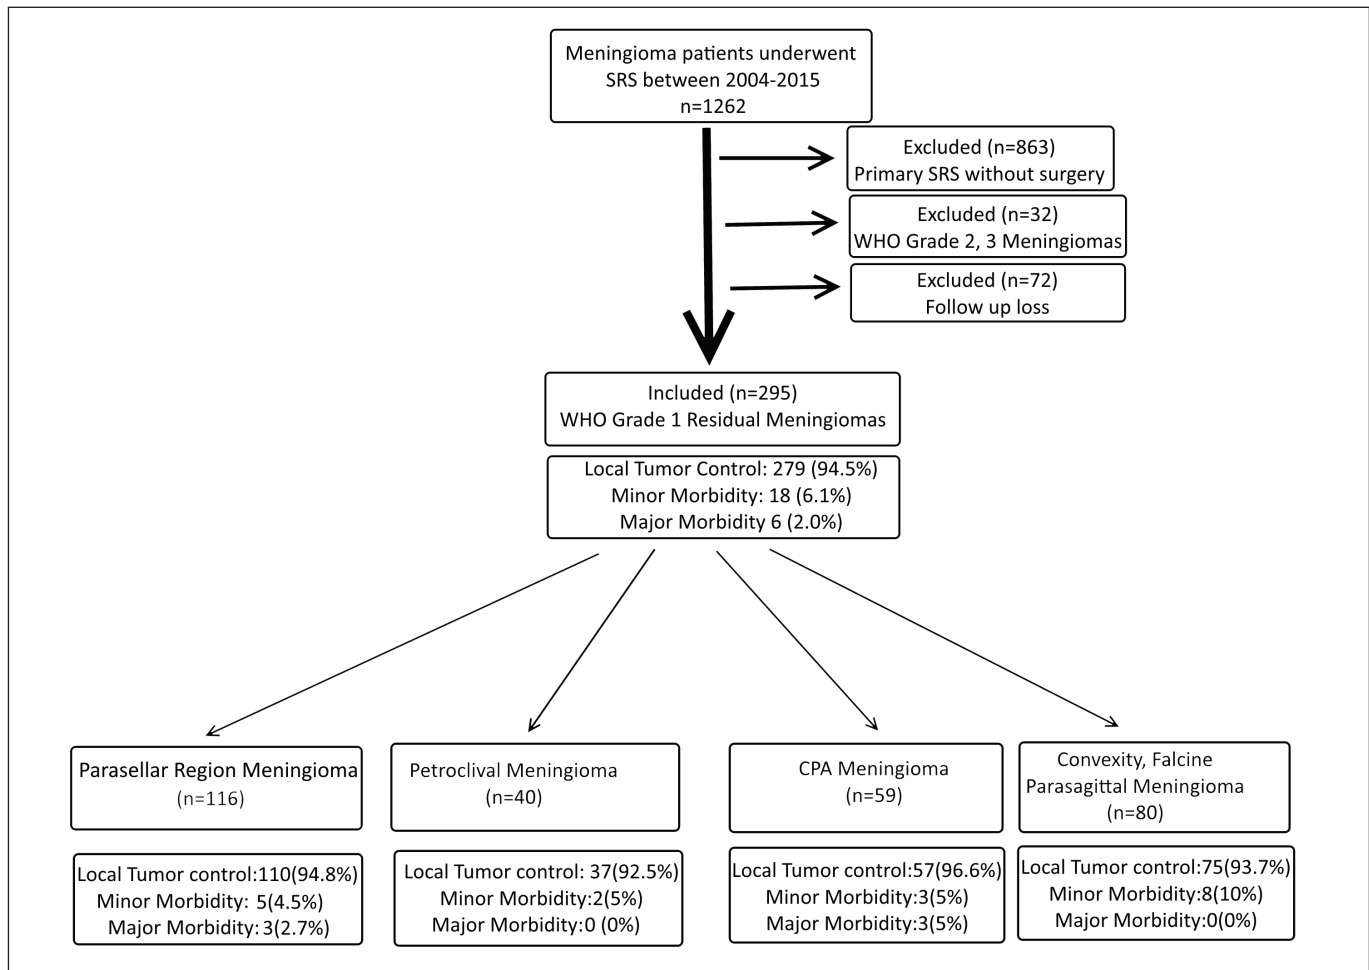 Meningioma patients underwent
SRS between 2004-2015
n=1262
Excluded (n=863)
Primary SRS without surgery
Excluded (n=32)
WHO Grade 2, 3 Meningiomas
Excluded (n=72)
Follow up loss
Included (n=295)
WHO Grade 1 Residual Meningiomas
Local Tumor Control: 279 (94.5%)
Minor Morbidity: 18 (6.1%)
Major Morbidity 6 (2.0%)
Parasellar Region Meningioma
(n=116)
Local Tumor control:110(94.8%)
Minor Morbidity: 5(4.5%)
Major Morbidity: 3(2.7%)
Petroclival Meningioma
(n=40)
Local Tumor control: 37(92.5%)
Minor Morbidity:2(5%)
Major Morbidity:0 (0%)
CPA Meningioma
(n=59)
Local Tumor control:57(96.6%)
Minor Morbidity:3(5%)
Major Morbidity:3(5%)
Convexity, Falcine
Parasagittal Meningioma
(n=80)
Local Tumor control:75(93.7%)
Minor Morbidity:8(10%)
Major Morbidity:0(0%)